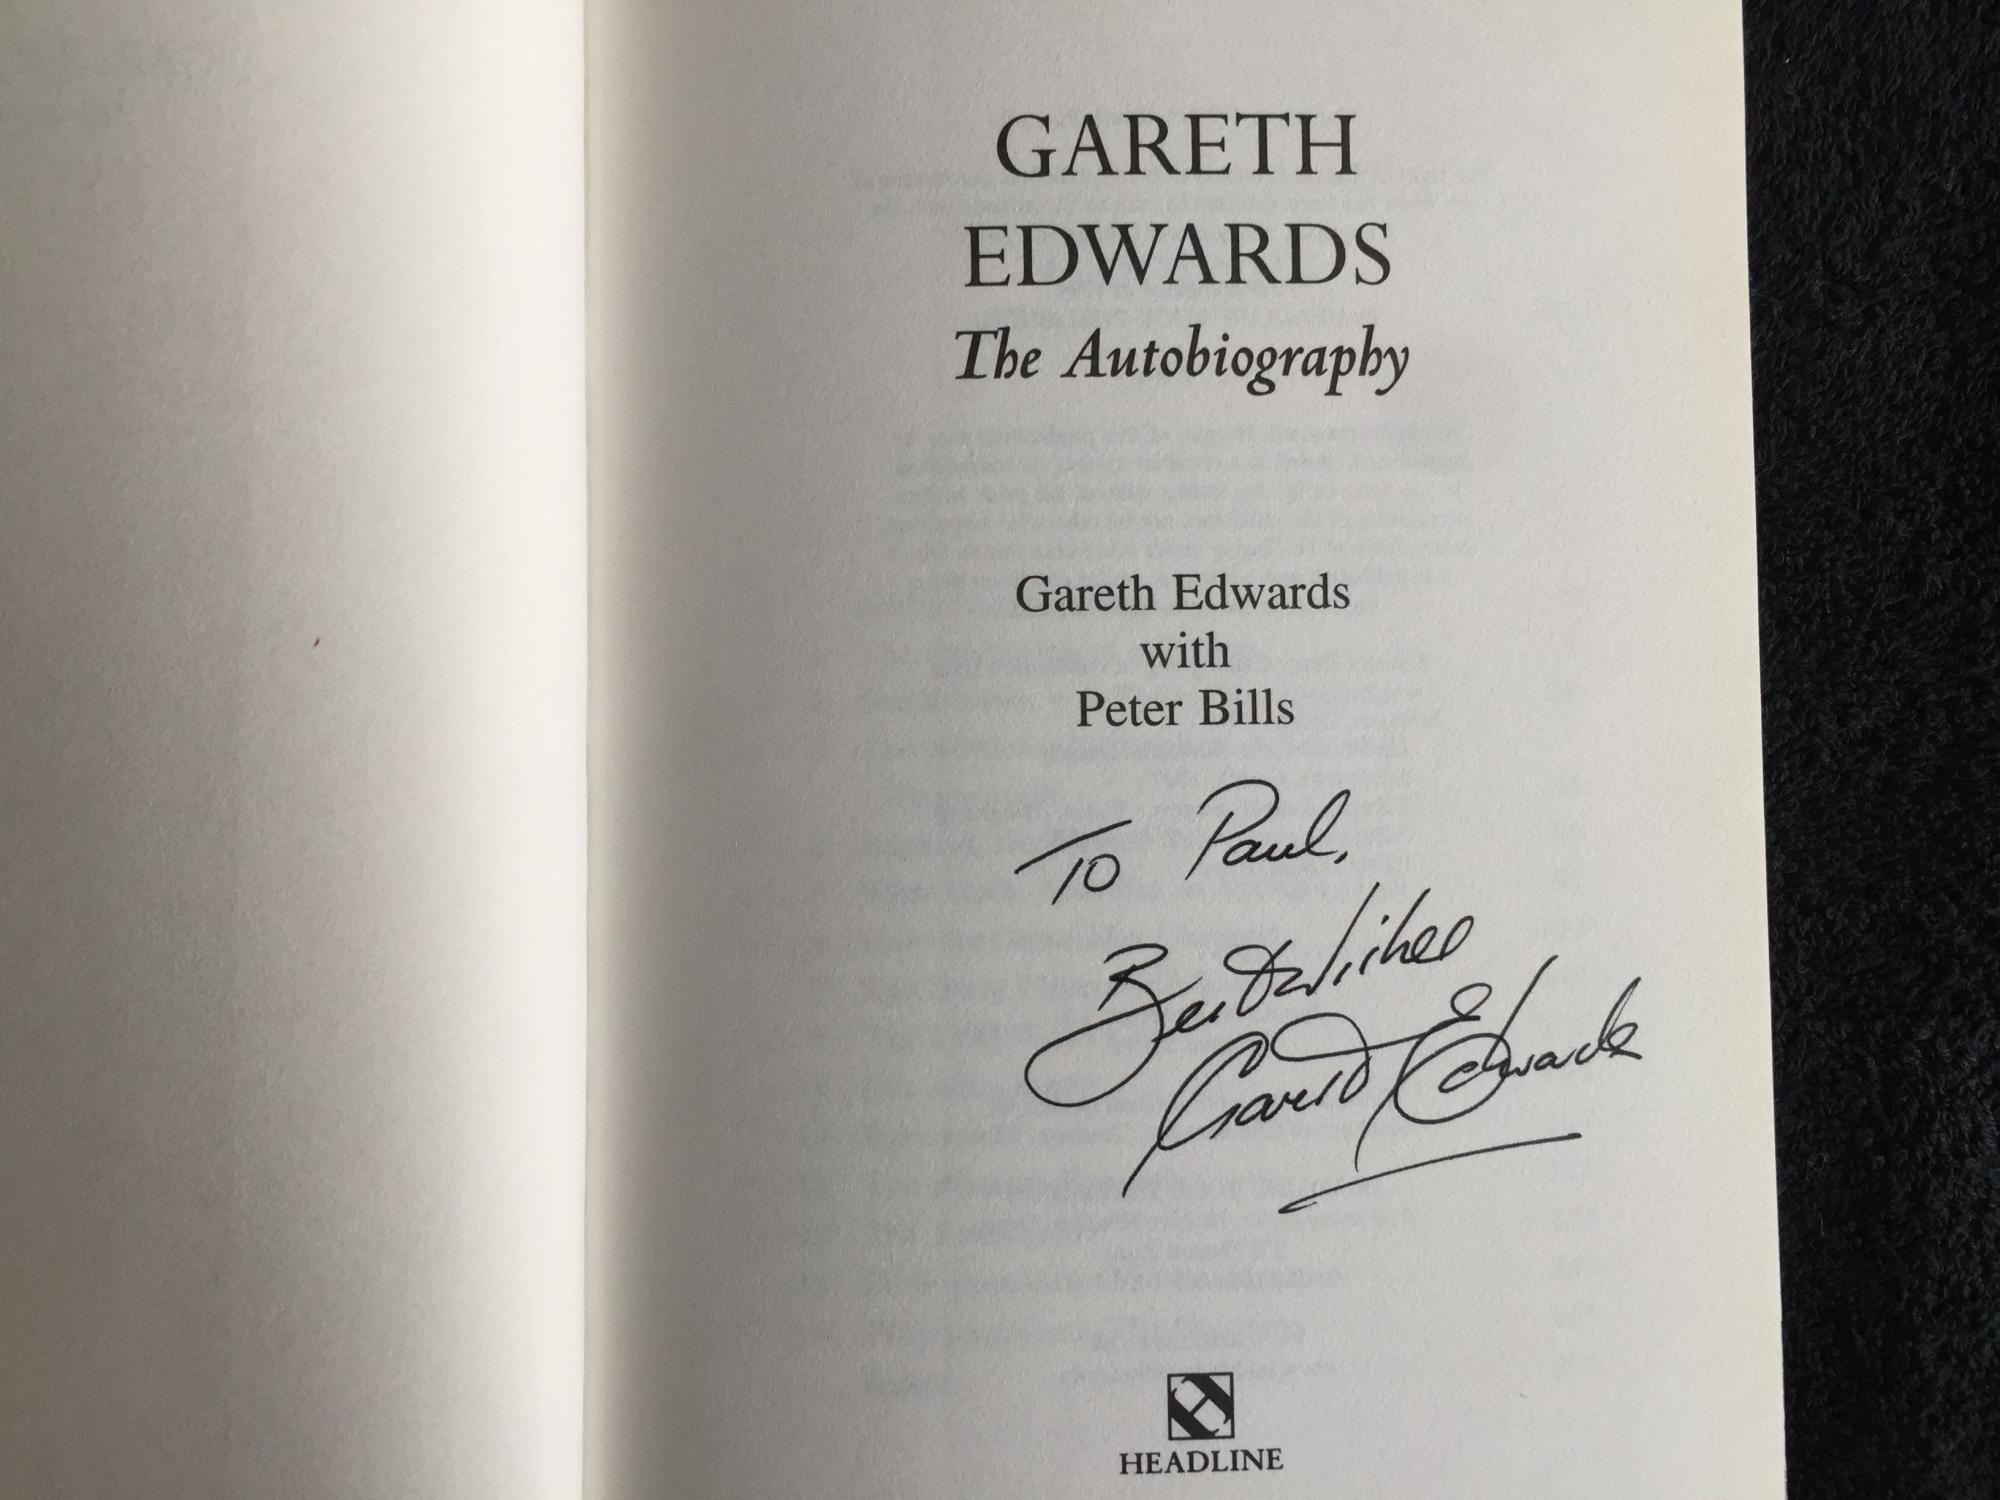 GARETH
EDWARDS
The Autobiography
Gareth Edwards
with
Peter Bills
To Paul,
Best Wishes
Gareth Edwards
HEADLINE